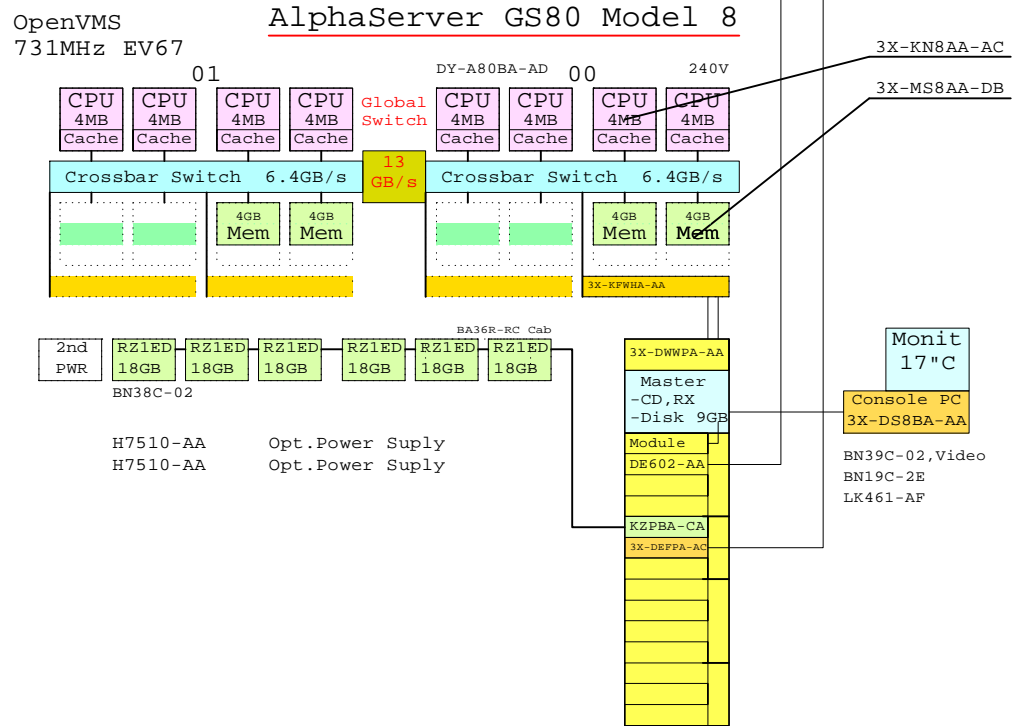 AlphaServer GS80 Model 8
OpenVMS
731MHz EV67
3X-KN8AA-AC
3X-MS8AA-DB
01
DY-A80BA-AD
00
240V
CPU
4MB
Cache
CPU
4MB
Cache
CPU
4MB
Cache
CPU
4MB
Cache
Global
Switch
CPU
4MB
Cache
CPU
4MB
Cache
CPU
4MB
Cache
CPU
4MB
Cache
Crossbar Switch 6.4GB/s
13
GB/s
Crossbar Switch 6.4GB/s
4GB
Mem
4GB
Mem
4GB
Mem
4GB
Mem
3X-KFWHA-AA
BA36R-RC Cab
2nd
PWR
RZ1ED
18GB
RZ1ED
18GB
RZ1ED
18GB
RZ1ED
18GB
RZ1ED
18GB
RZ1ED
18GB
BN38C-02
H7510-AA Opt.Power Suply
H7510-AA Opt.Power Suply
3X-DWWPA-AA
Master
-CD,RX
-Disk 9GB
Module
DE602-AA
KZPBA-CA
3X-DEFPA-AC
Monit
17"C
Console PC
3X-DS8BA-AA
BN39C-02,Video
BN19C-2E
LK461-AF